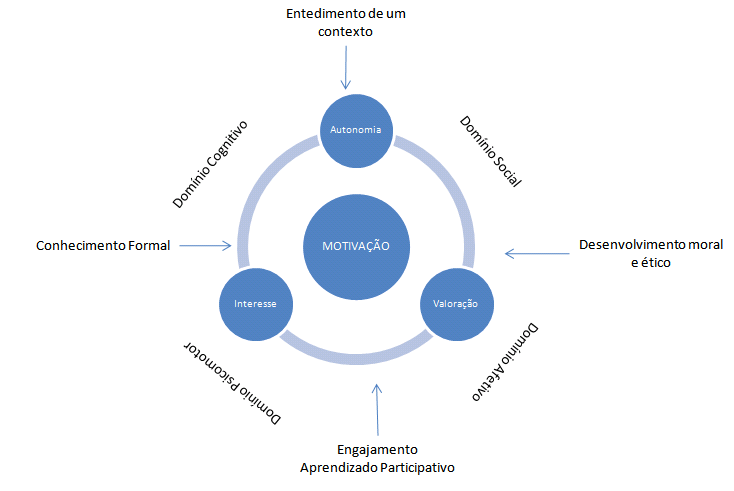 Entedimento de um
contexto
Autonomia
Domínio Cognitivo
Domínio Social
Conhecimento Formal
MOTIVAÇÃO
Desenvolvimento moral
e ético
Interesse
Valoração
Domínio Psicomotor
Domínio Afetivo
Engajamento
Aprendizado Participativo